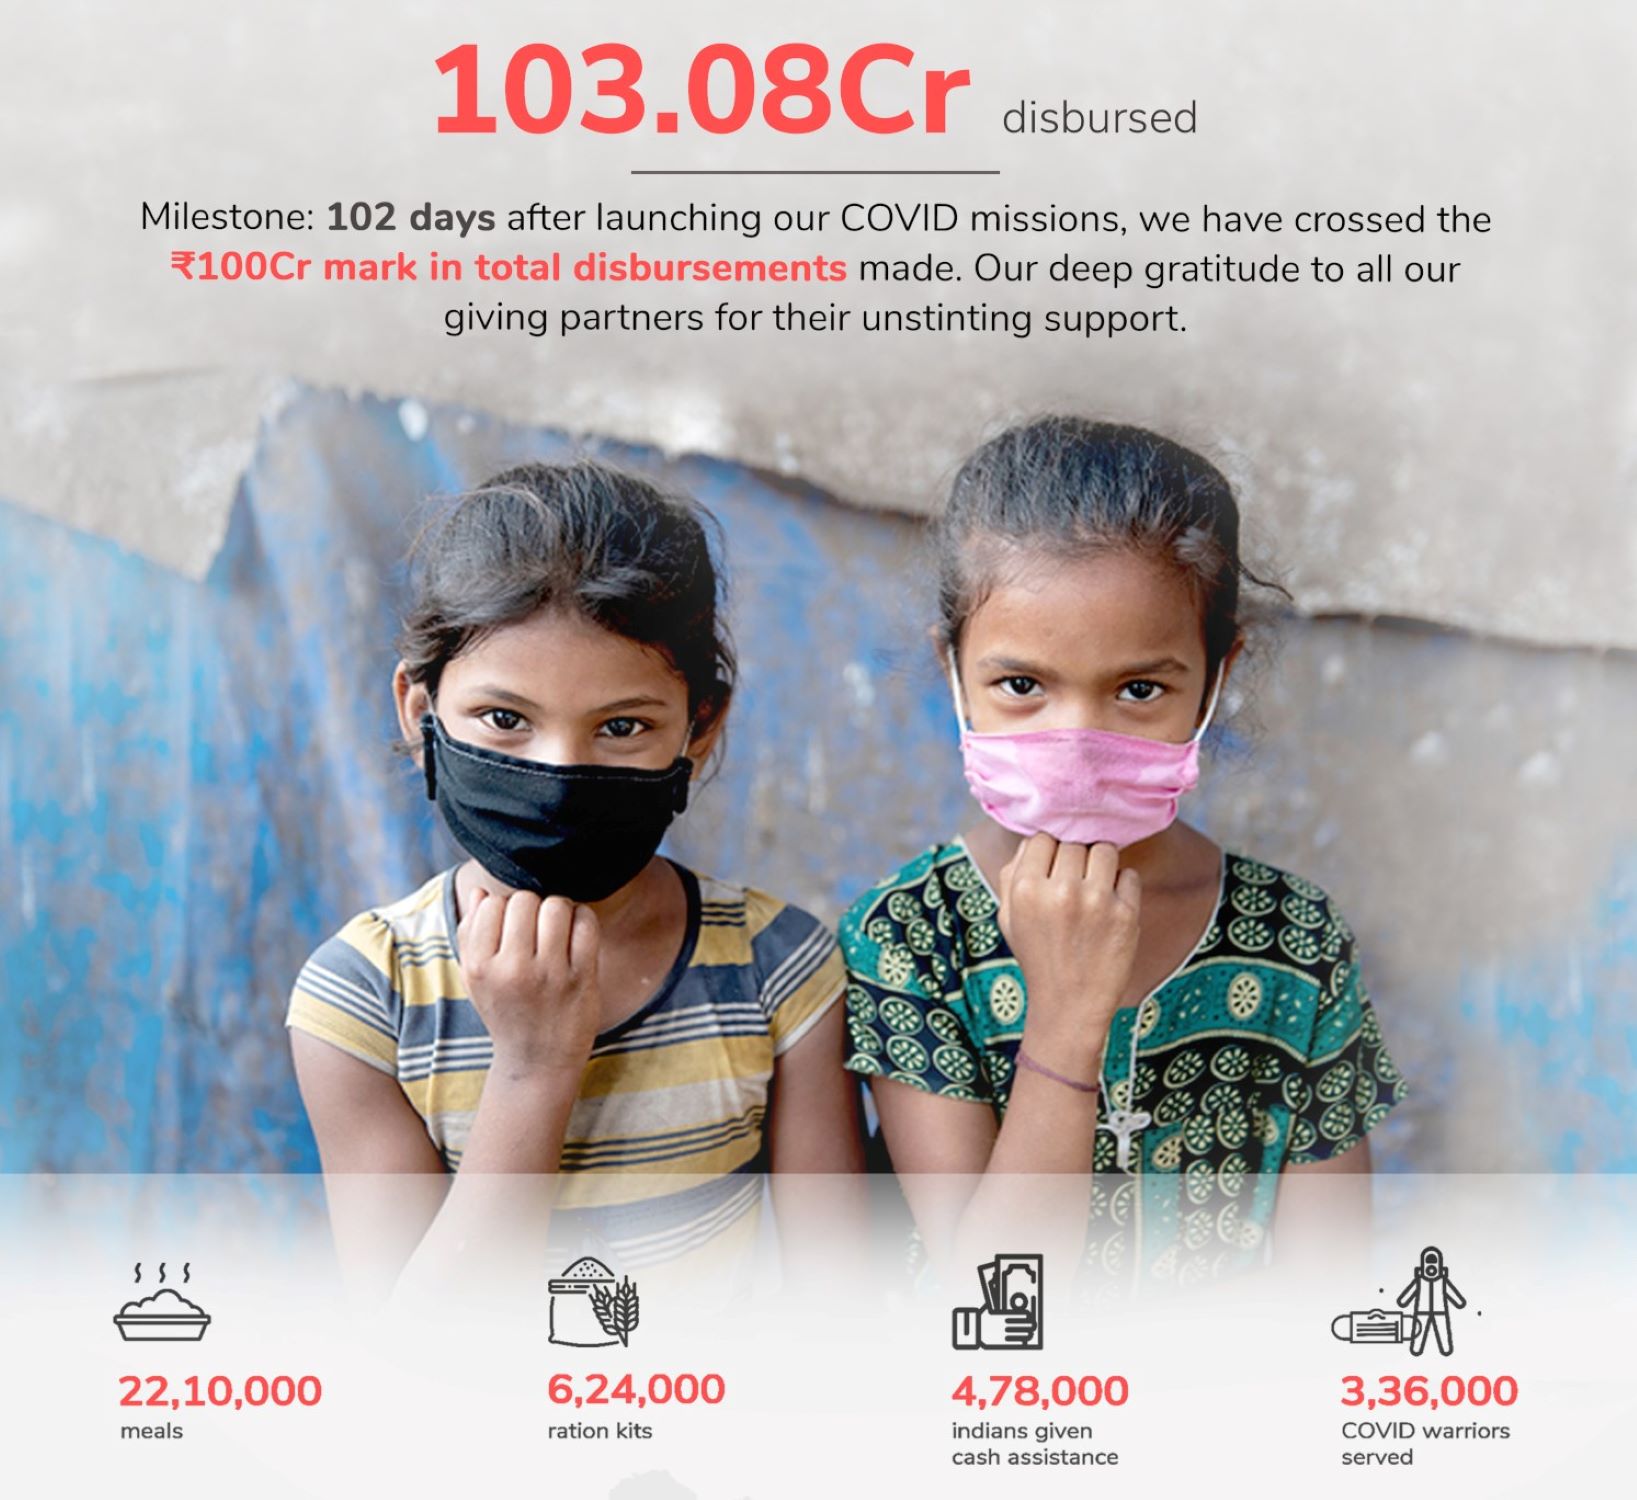 103.08Cr disbursed
Milestone: 102 days after launching our COVID missions, we have crossed the
₹100Cr mark in total disbursements made. Our deep gratitude to all our
giving partners for their unstinting support.
22,10,000
meals
6,24,000
ration kits
4,78,000
indians given
cash assistance
3,36,000
COVID warriors
served